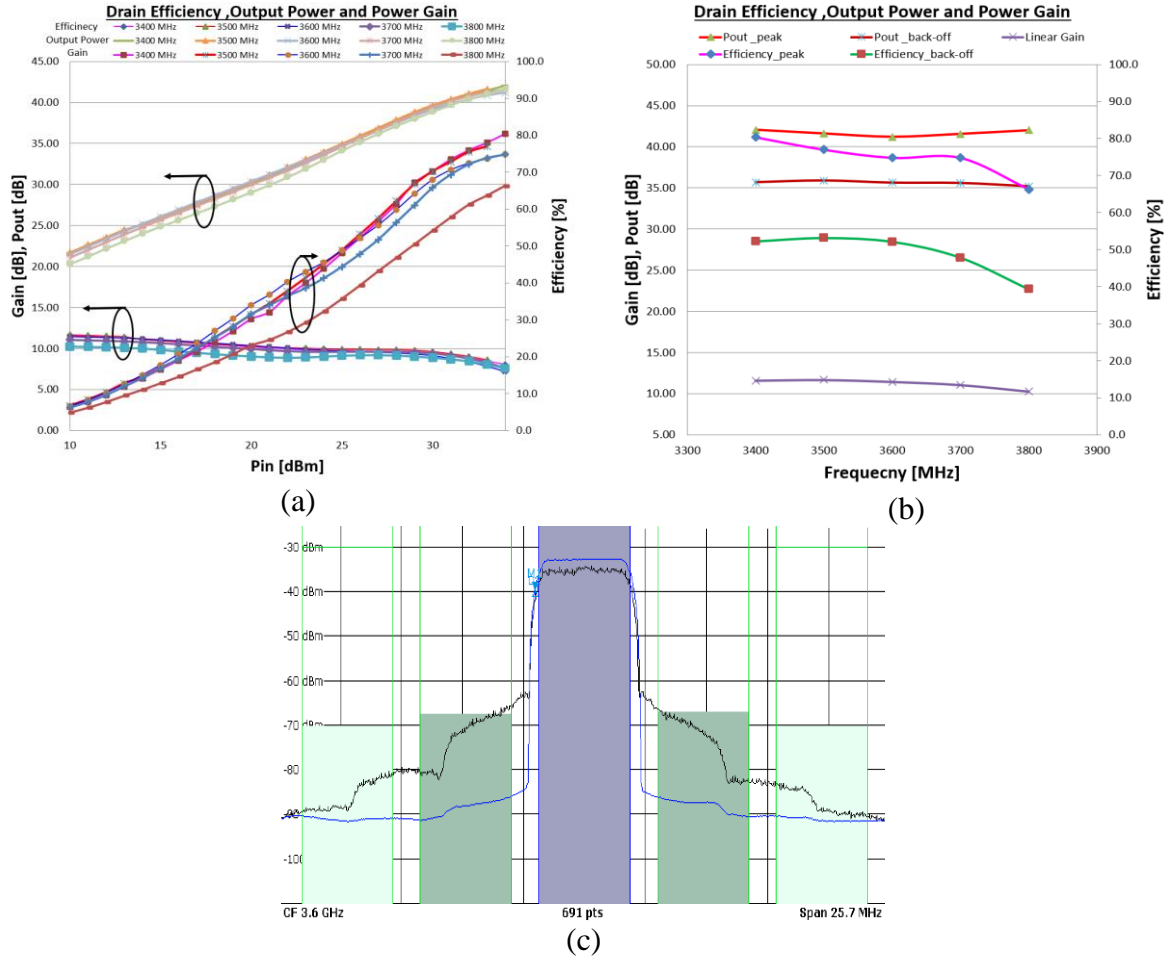 Drain Efficiency ,Output Power and Power Gain
Efficinecy 3400 MHz 3500 MHz 3600 MHz 3700 MHz 3800 MHz
Output Power 3400 MHz 3500 MHz 3600 MHz 3700 MHz 3800 MHz
Gain 3400 MHz 3500 MHz 3600 MHz 3700 MHz 3800 MHz
45.00 100.0
40.00 90.0
35.00 80.0
30.00 70.0
25.00 60.0
20.00 50.0
15.00 40.0
10.00 30.0
5.00 20.0
0.00 10.0
0.0
Gain [dB], Pout [dB]
Efficiency [%]
10 15 20 25 30
Pin [dBm]
(a)
Drain Efficiency ,Output Power and Power Gain
Pout _peak Pout _back-off Linear Gain
Efficiency_peak Efficiency_back-off
50.00 100.0
45.00 90.0
40.00 80.0
35.00 70.0
30.00 60.0
25.00 50.0
20.00 40.0
15.00 30.0
10.00 20.0
5.00 10.0
0.0
Gain [dB], Pout [dB]
Efficiency [%]
3300 3400 3500 3600 3700 3800 3900
Frequecny [MHz]
(b)
-30 dBm
-40 dBm
-50 dBm
-60 dBm
-70 dBm
-80
-90
-100
CF 3.6 GHz 691 pts Span 25.7 MHz
(c)